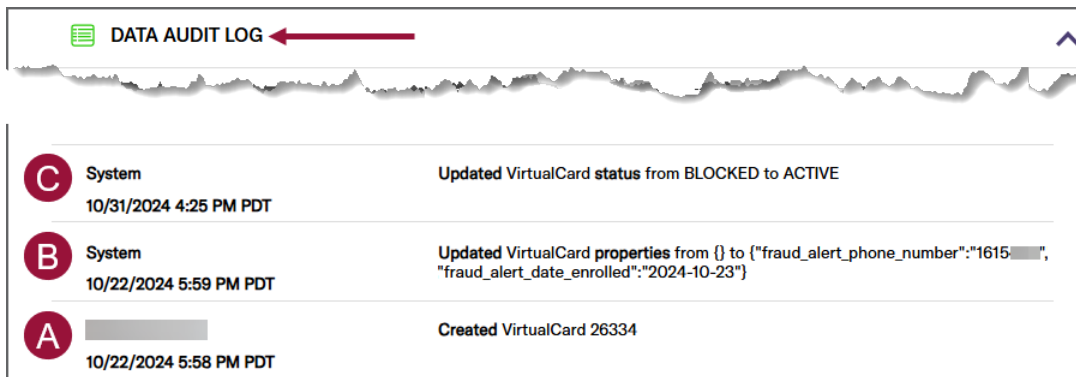 DATA AUDIT LOG
C
System
Updated VirtualCard status from BLOCKED to ACTIVE
10/31/2024 4:25 PM PDT
B
System
Updated VirtualCard properties from {} to {"fraud_alert_phone_number":"1615 ",
"fraud_alert_date_enrolled":"2024-10-23"}
10/22/2024 5:59 PM PDT
A
Created VirtualCard 26334
10/22/2024 5:58 PM PDT